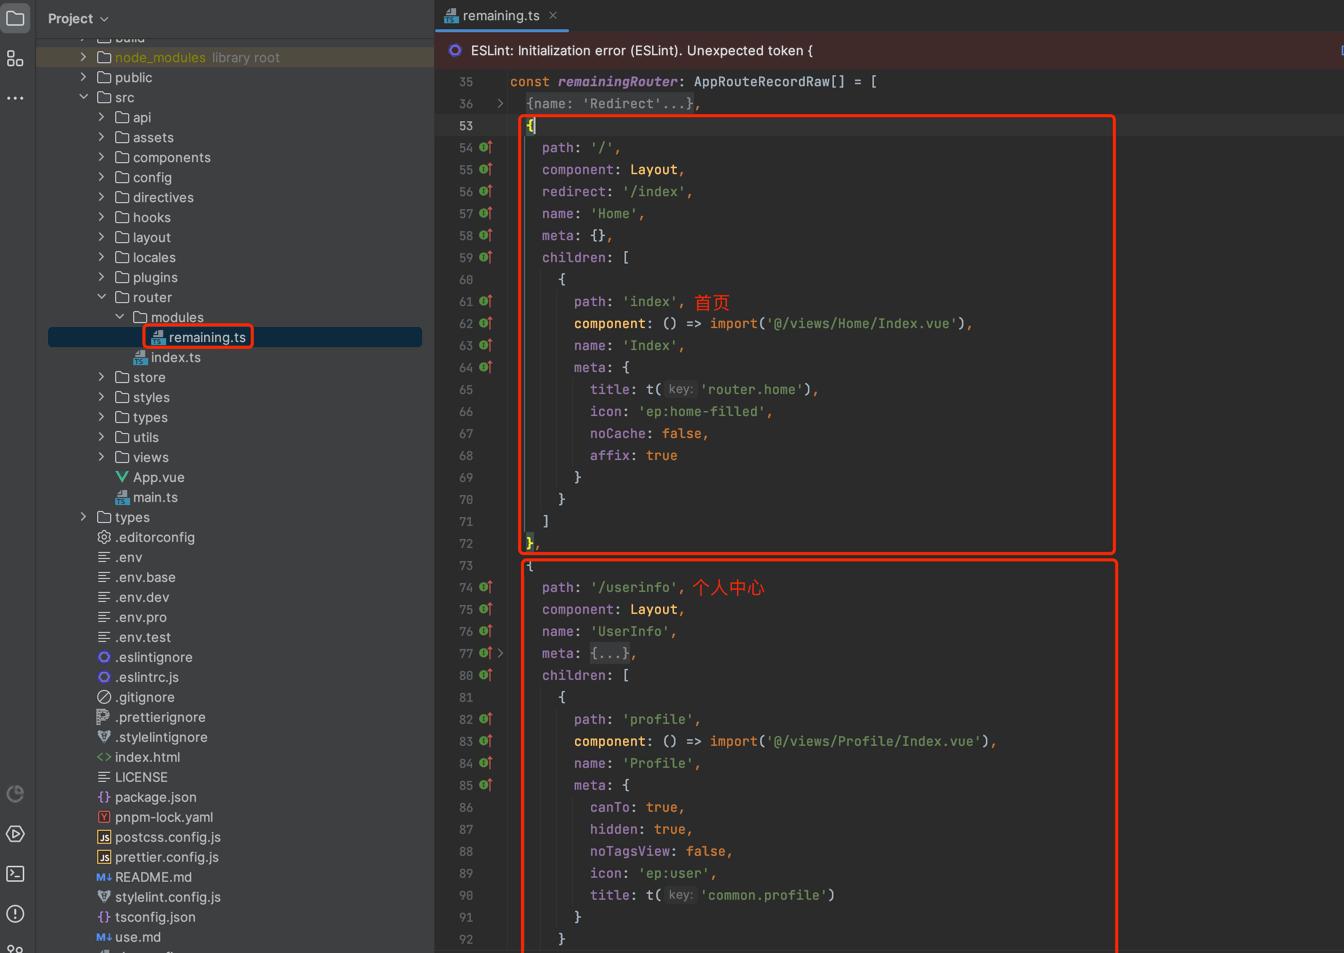 Project
build
node_modules library root
public
src
api
assets
components
config
directives
hooks
layout
locales
plugins
router
modules
remaining.ts
index.ts
store
styles
types
utils
views
App.vue
main.ts
types
.editorconfig
.env
.env.base
.env.dev
.env.pro
.env.test
.eslintignore
.eslintrc.js
.gitignore
.prettierignore
.stylelintignore
index.html
LICENSE
package.json
pnpm-lock.yaml
postcss.config.js
prettier.config.js
README.md
stylelint.config.js
tsconfig.json
use.md
remaining.ts
ESLint: Initialization error (ESLint). Unexpected token {
35 const remainingRouter: AppRouteRecordRaw[] = [
36 {name: 'Redirect'...},
53 {
54 path: '/',
55 component: Layout,
56 redirect: '/index',
57 name: 'Home',
58 meta: {},
59 children: [
60 {
61 path: 'index', 首页
62 component: () => import('@/views/Home/Index.vue'),
63 name: 'Index',
64 meta: {
65 title: t( key: 'router.home'),
66 icon: 'ep:home-filled',
67 noCache: false,
68 affix: true
69 }
70 }
71 ]
72 },
73 {
74 path: '/userinfo', 个人中心
75 component: Layout,
76 name: 'UserInfo',
77 meta: {...},
80 children: [
81 {
82 path: 'profile',
83 component: () => import('@/views/Profile/Index.vue'),
84 name: 'Profile',
85 meta: {
86 canTo: true,
87 hidden: true,
88 noTagsView: false,
89 icon: 'ep:user',
90 title: t( key: 'common.profile')
91 }
92 }